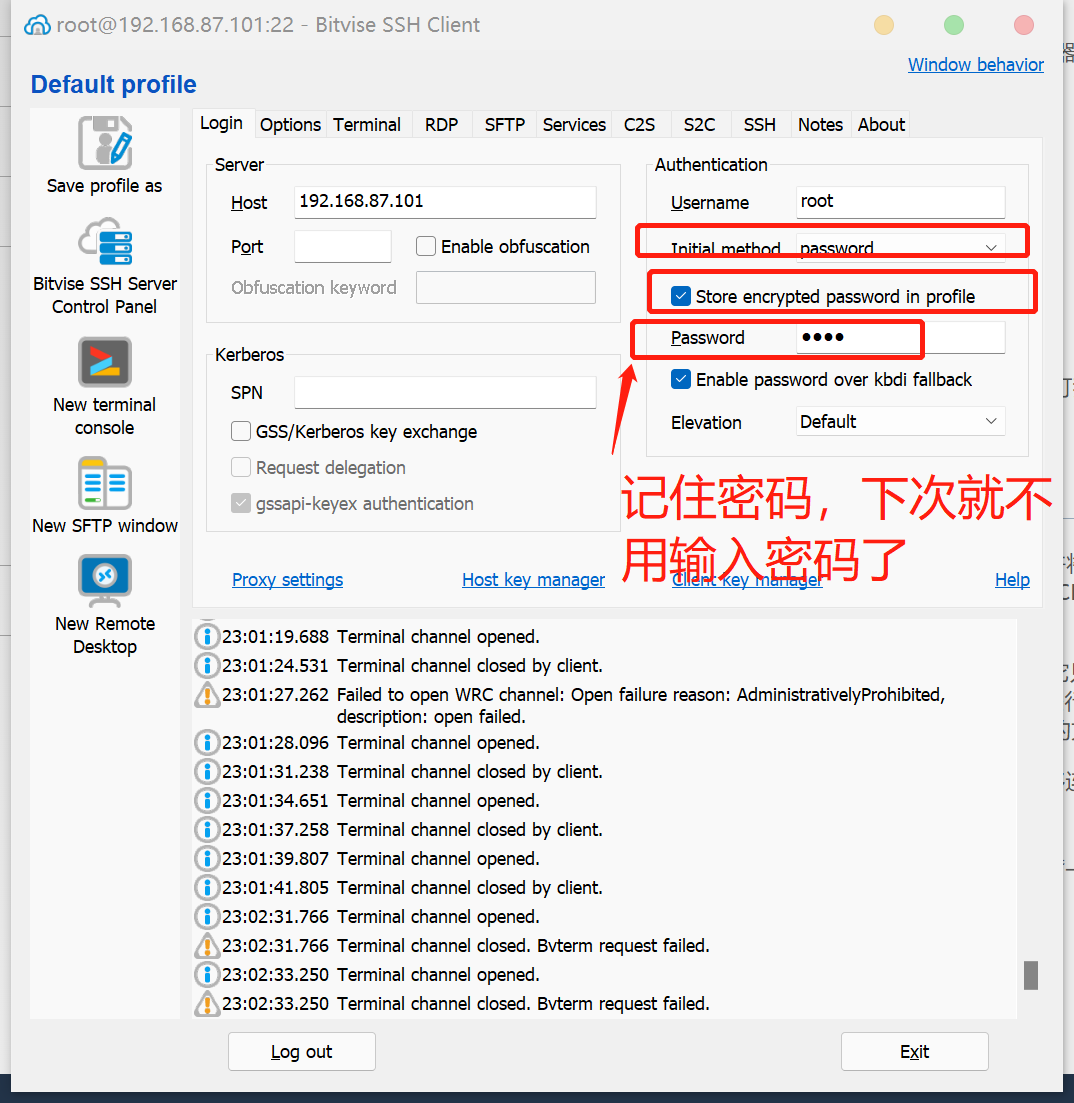 root@192.168.87.101:22 - Bitvise SSH Client
Window behavior
Default profile
Save profile as
Bitvise SSH Server
Control Panel
New terminal
console
New SFTP window
New Remote
Desktop
Login Options Terminal RDP SFTP Services C2S S2C SSH Notes About
Server
Host 192.168.87.101
Port Enable obfuscation
Obfuscation keyword
Kerberos
SPN
GSS/Kerberos key exchange
Request delegation
gssapi-keyex authentication
Authentication
Username root
Initial method password
Store encrypted password in profile
Password ●●●●
Enable password over kbdi fallback
Elevation Default
记住密码，下次就不
用输入密码了
Proxy settings Host key manager Client key manager Help
23:01:19.688 Terminal channel opened.
23:01:24.531 Terminal channel closed by client.
23:01:27.262 Failed to open WRC channel: Open failure reason: AdministrativelyProhibited,
description: open failed.
23:01:28.096 Terminal channel opened.
23:01:31.238 Terminal channel closed by client.
23:01:34.651 Terminal channel opened.
23:01:37.258 Terminal channel closed by client.
23:01:39.807 Terminal channel opened.
23:01:41.805 Terminal channel closed by client.
23:02:31.766 Terminal channel opened.
23:02:31.766 Terminal channel closed. Bvterm request failed.
23:02:33.250 Terminal channel opened.
23:02:33.250 Terminal channel closed. Bvterm request failed.
Log out Exit